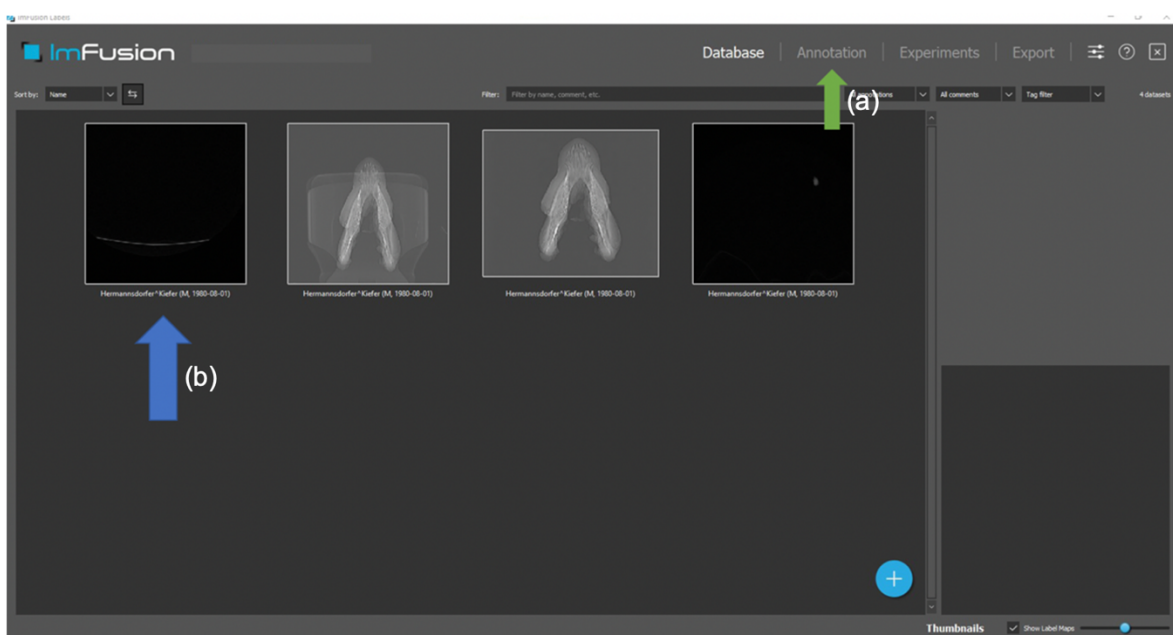 ImFusion Labels
ImFusion
Database Annotation Experiments Export
(a)
Sort by: Name Filter: Filter by name, comment, etc. All comments Tag filter 4 datasets
Hermannsdorfer^Kiefer (M, 1980-08-01) Hermannsdorfer^Kiefer (M, 1980-08-01) Hermannsdorfer^Kiefer (M, 1980-08-01) Hermannsdorfer^Kiefer (M, 1980-08-01)
(b)
Thumbnails Show Label Maps